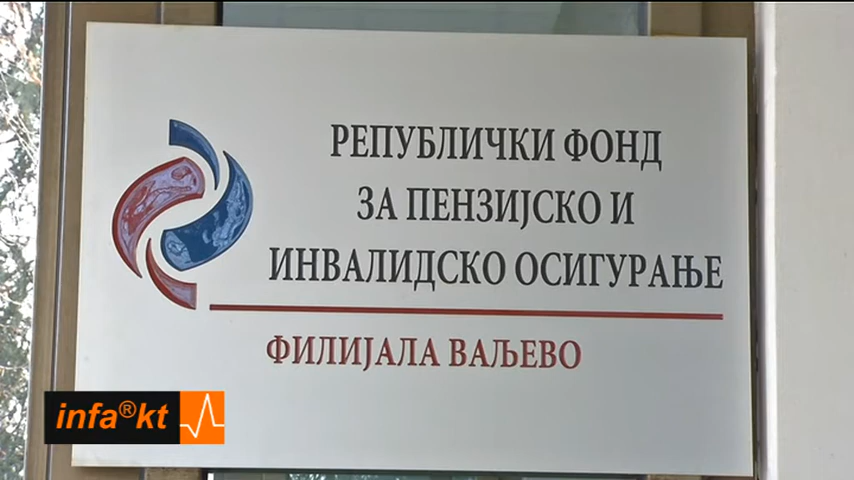 РЕПУБЛИЧКИ ФОНД
ЗА ПЕНЗИЈСКО И
ИНВАЛИДСКО ОСИГУРАЊЕ
ФИЛИЈАЛА ВАЉЕВО
infa®kt